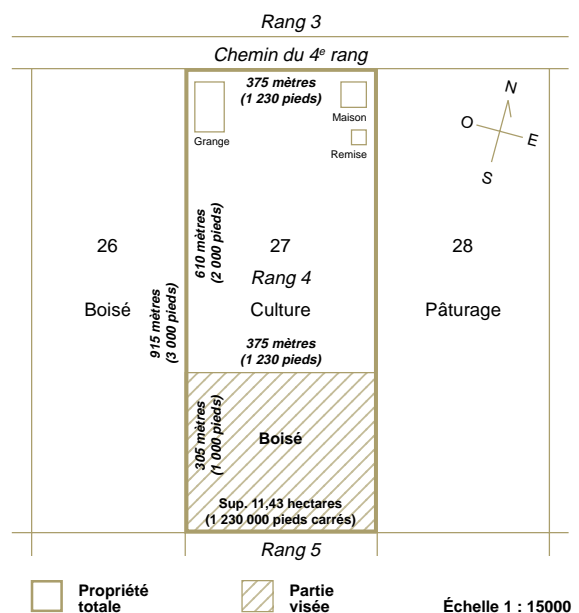 Rang 3
Chemin du 4e rang
375 mètres
(1 230 pieds)
Grange
Maison
Remise
N
O
E
S
26
27
28
610 mètres
(2 000 pieds)
Rang 4
Boisé
Culture
Pâturage
915 mètres
(3 000 pieds)
375 mètres
(1 230 pieds)
305 mètres
(1 000 pieds)
Boisé
Sup. 11,43 hectares
(1 230 000 pieds carrés)
Rang 5
Propriété
totale
Partie
visée
Échelle 1 : 15000